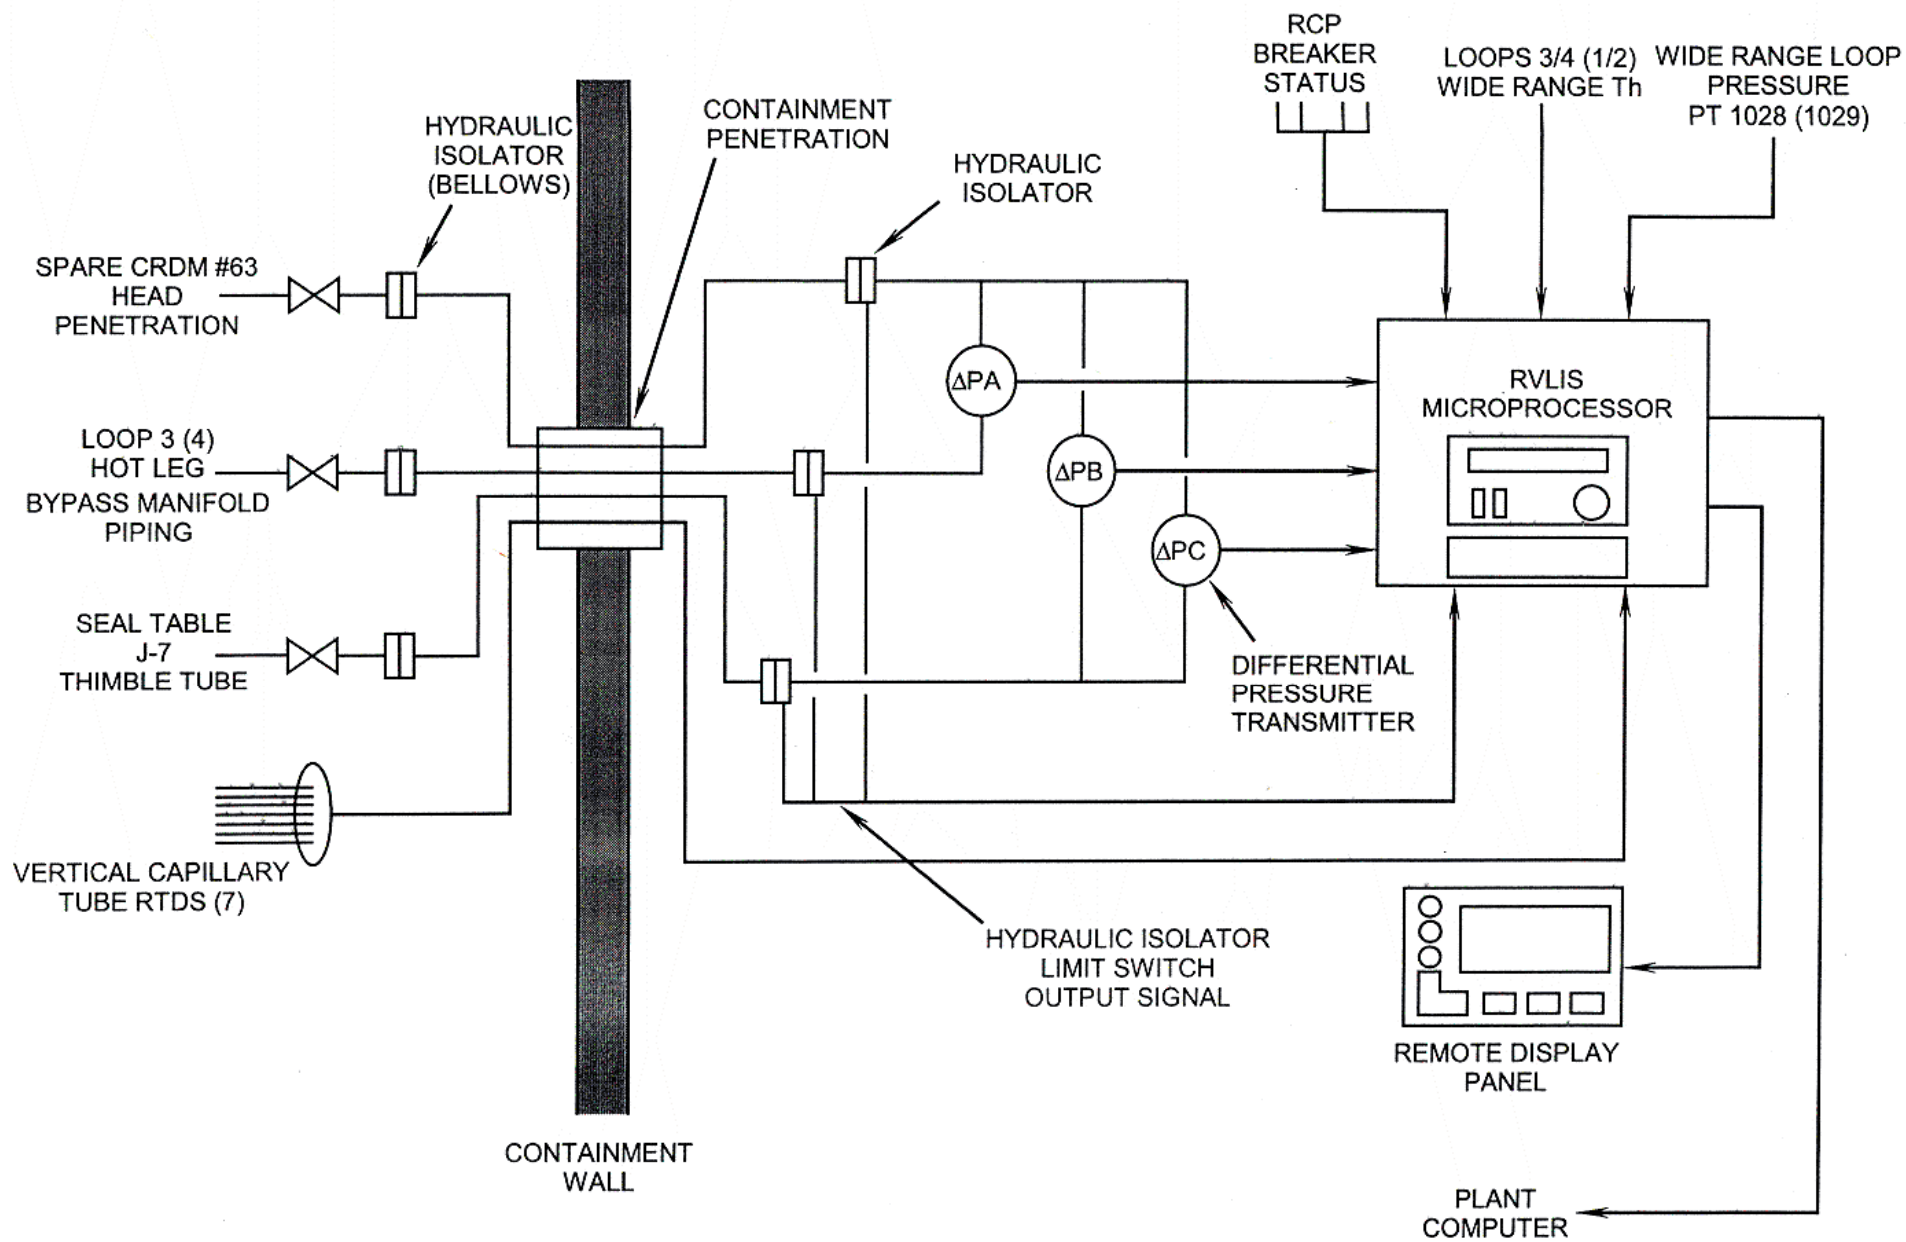 RCP
BREAKER
STATUS
LOOPS 3/4 (1/2)
WIDE RANGE Th
WIDE RANGE LOOP
PRESSURE
PT 1028 (1029)
HYDRAULIC
ISOLATOR
(BELLOWS)
CONTAINMENT
PENETRATION
HYDRAULIC
ISOLATOR
SPARE CRDM #63
HEAD
PENETRATION
LOOP 3 (4)
HOT LEG
BYPASS MANIFOLD
PIPING
SEAL TABLE
J-7
THIMBLE TUBE
VERTICAL CAPILLARY
TUBE RTDS (7)
ΔPA
ΔPB
ΔPC
RVLIS
MICROPROCESSOR
DIFFERENTIAL
PRESSURE
TRANSMITTER
HYDRAULIC ISOLATOR
LIMIT SWITCH
OUTPUT SIGNAL
REMOTE DISPLAY
PANEL
CONTAINMENT
WALL
PLANT
COMPUTER